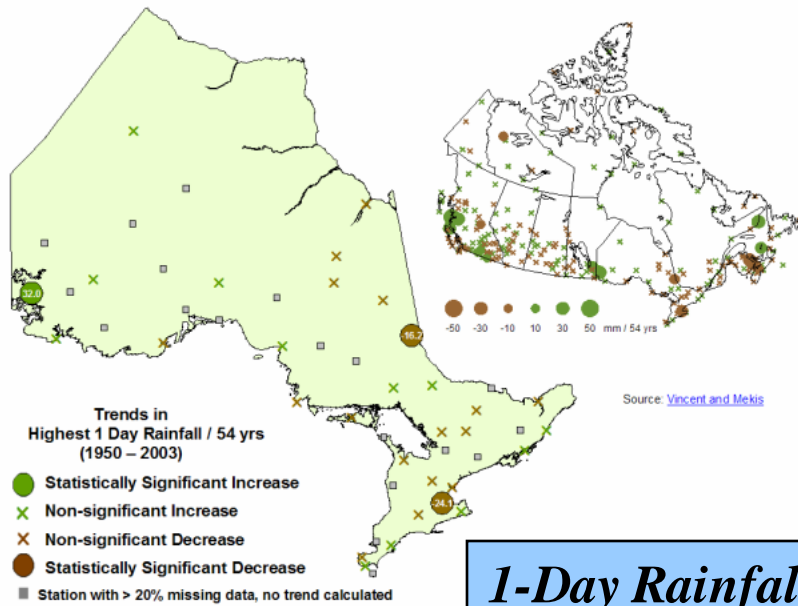 32.0
-16.2
-24.1
Trends in
Highest 1 Day Rainfall / 54 yrs
(1950 – 2003)
Statistically Significant Increase
Non-significant Increase
Non-significant Decrease
Statistically Significant Decrease
Station with > 20% missing data, no trend calculated
-50 -30 -10 10 30 50 mm / 54 yrs
Source: Vincent and Mekis
1-Day Rainfal